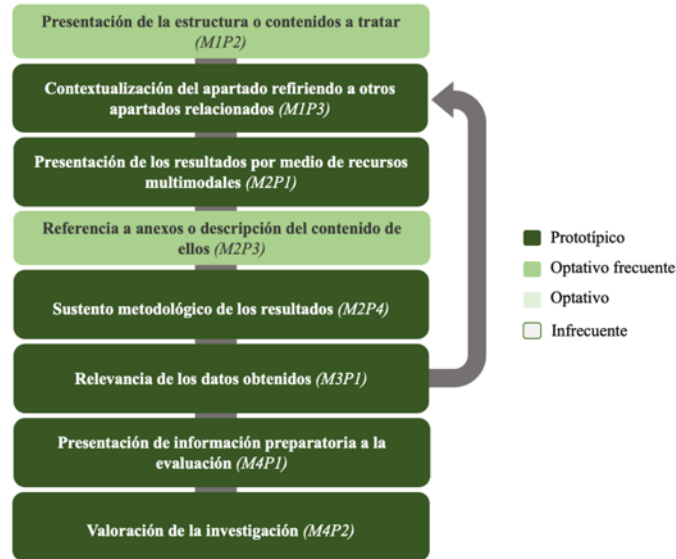 Presentación de la estructura o contenidos a tratar
(M1P2)
Contextualización del apartado refiriendo a otros
apartados relacionados (M1P3)
Presentación de los resultados por medio de recursos
multimodales (M2P1)
Referencia a anexos o descripción del contenido de
ellos (M2P3)
Sustento metodológico de los resultados (M2P4)
Relevancia de los datos obtenidos (M3P1)
Presentación de información preparatoria a la
evaluación (M4P1)
Valoración de la investigación (M4P2)
Prototípico
Optativo frecuente
Optativo
Infrecuente